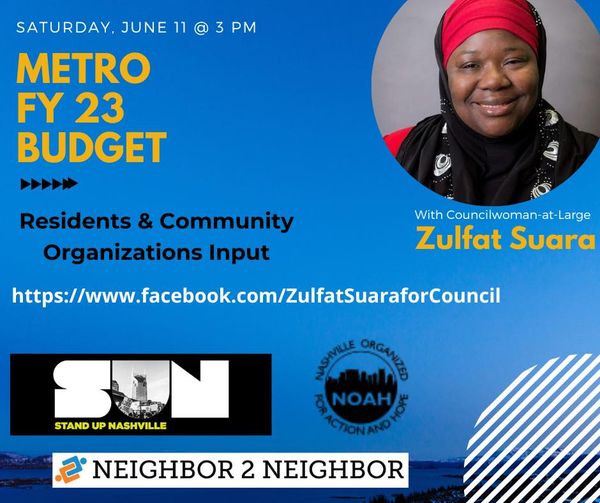 SATURDAY, JUNE 11 @ 3 PM
METRO
FY 23
BUDGET
Residents & Community
Organizations Input
With Councilwoman-at-Large
Zulfat Suara
https://www.facebook.com/ZulfatSuaraforCouncil
SUN
STAND UP NASHVILLE
NASHVILLE ORGANIZED
NOAH
FOR ACTION AND HOPE
NEIGHBOR 2 NEIGHBOR